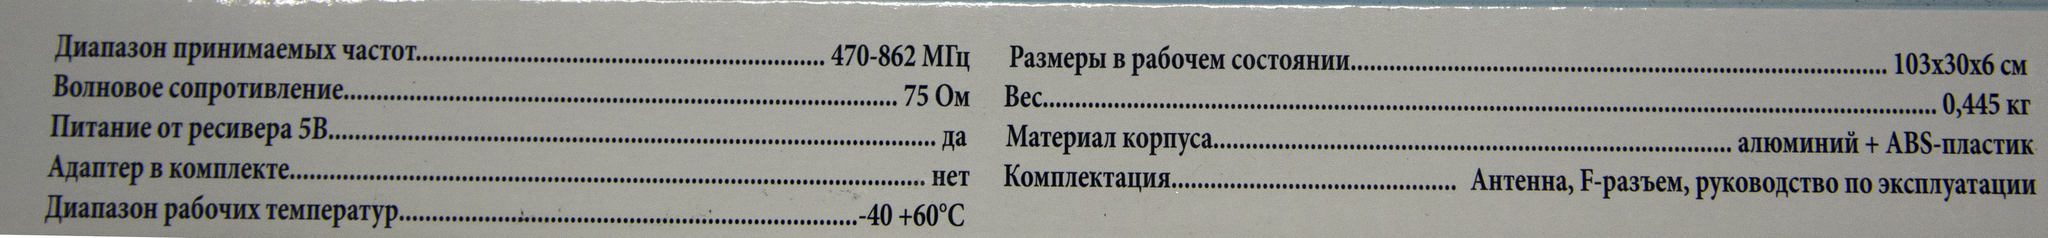 Диапазон принимаемых частот........ 470-862 МГц
Волновое сопротивление........ 75 Ом
Питание от ресивера 5В........ да
Адаптер в комплекте........ нет
Диапазон рабочих температур........-40 +60°С
Размеры в рабочем состоянии........ 103х30х6 см
Вес........ 0,445 кг
Материал корпуса........ алюминий + ABS-пластик
Комплектация........ Антенна, F-разъем, руководство по эксплуатации